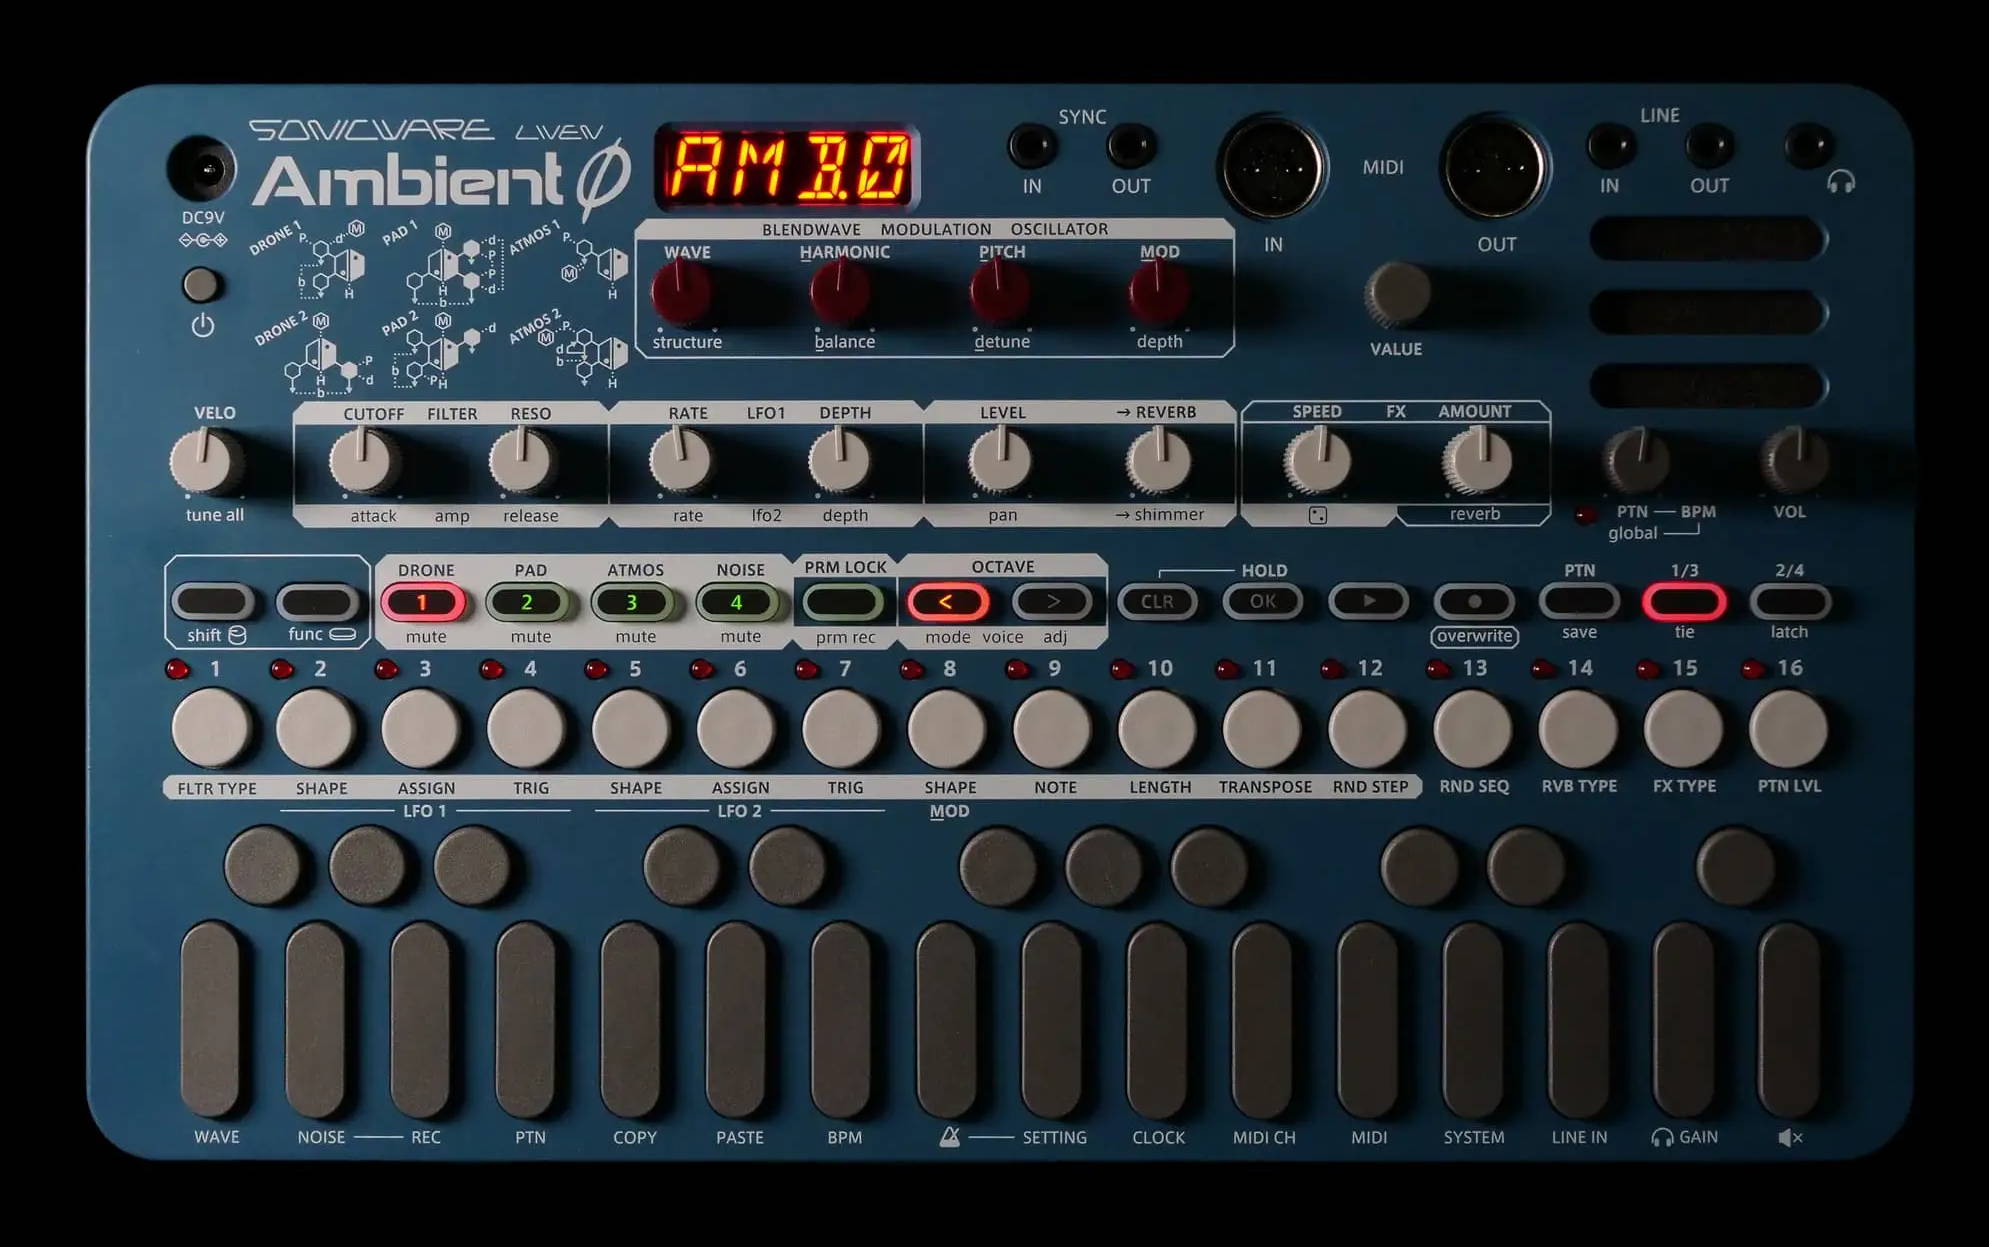 SONICWARE LIVEN
Ambient Ø
AM3.0
SYNC
IN OUT
MIDI
IN OUT
LINE
IN OUT
DC9V
DRONE 1 P d M b H
PAD 1 M d P P d H b
ATMOS 1 P M H
DRONE 2 M P d H b
PAD 2 M d b P H
ATMOS 2 M P d b H
BLENDWAVE MODULATION OSCILLATOR
WAVE HARMONIC PITCH MOD
structure balance detune depth
VALUE
VELO
tune all
CUTOFF FILTER RESO
attack amp release
RATE LFO1 DEPTH
rate lfo2 depth
LEVEL → REVERB
pan → shimmer
SPEED FX AMOUNT
reverb
PTN — BPM
global
VOL
shift func
DRONE PAD ATMOS NOISE
1 2 3 4
mute mute mute mute
PRM LOCK
prm rec
OCTAVE
< >
mode voice adj
HOLD
CLR OK
overwrite
PTN
save
1/3
tie
2/4
latch
1 2 3 4 5 6 7 8 9 10 11 12 13 14 15 16
FLTR TYPE SHAPE ASSIGN TRIG SHAPE ASSIGN TRIG SHAPE NOTE LENGTH TRANSPOSE RND STEP RND SEQ RVB TYPE FX TYPE PTN LVL
LFO 1 LFO 2 MOD
WAVE NOISE — REC PTN COPY PASTE BPM — SETTING CLOCK MIDI CH MIDI SYSTEM LINE IN GAIN